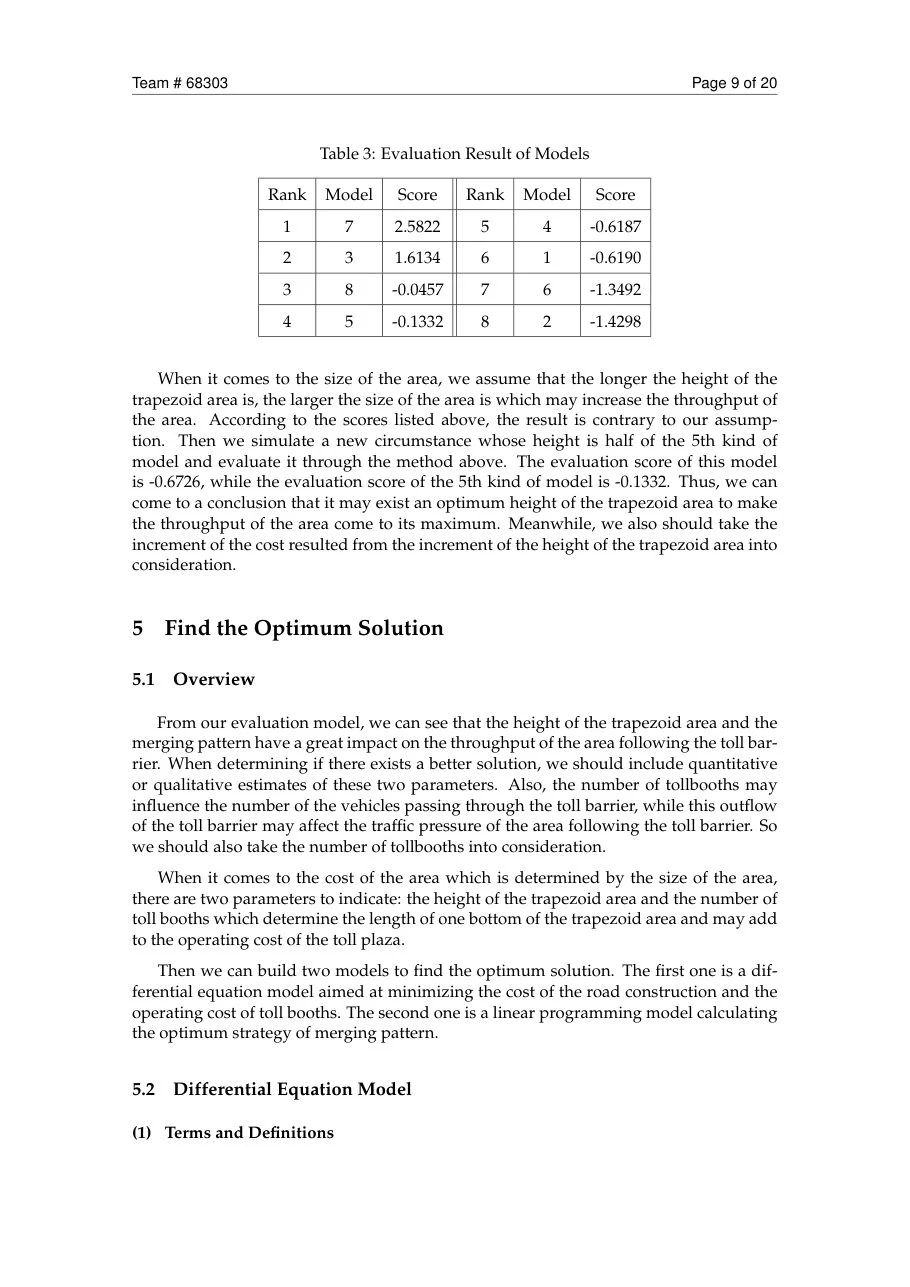 Team # 68303 Page 9 of 20
Table 3: Evaluation Result of Models
Rank Model Score Rank Model Score
1 7 2.5822 5 4 -0.6187
2 3 1.6134 6 1 -0.6190
3 8 -0.0457 7 6 -1.3492
4 5 -0.1332 8 2 -1.4298
When it comes to the size of the area, we assume that the longer the height of the
trapezoid area is, the larger the size of the area is which may increase the throughput of
the area. According to the scores listed above, the result is contrary to our assump-
tion. Then we simulate a new circumstance whose height is half of the 5th kind of
model and evaluate it through the method above. The evaluation score of this model
is -0.6726, while the evaluation score of the 5th kind of model is -0.1332. Thus, we can
come to a conclusion that it may exist an optimum height of the trapezoid area to make
the throughput of the area come to its maximum. Meanwhile, we also should take the
increment of the cost resulted from the increment of the height of the trapezoid area into
consideration.
5 Find the Optimum Solution
5.1 Overview
From our evaluation model, we can see that the height of the trapezoid area and the
merging pattern have a great impact on the throughput of the area following the toll bar-
rier. When determining if there exists a better solution, we should include quantitative
or qualitative estimates of these two parameters. Also, the number of tollbooths may
influence the number of the vehicles passing through the toll barrier, while this outflow
of the toll barrier may affect the traffic pressure of the area following the toll barrier. So
we should also take the number of tollbooths into consideration.
When it comes to the cost of the area which is determined by the size of the area,
there are two parameters to indicate: the height of the trapezoid area and the number of
toll booths which determine the length of one bottom of the trapezoid area and may add
to the operating cost of the toll plaza.
Then we can build two models to find the optimum solution. The first one is a dif-
ferential equation model aimed at minimizing the cost of the road construction and the
operating cost of toll booths. The second one is a linear programming model calculating
the optimum strategy of merging pattern.
5.2 Differential Equation Model
(1) Terms and Definitions